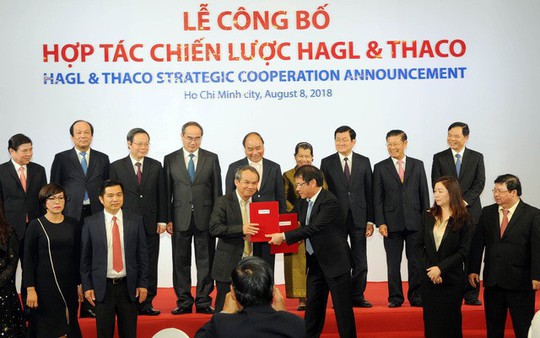 LỄ CÔNG BỐ
HỢP TÁC CHIẾN LƯỢC HAGL & THACO
HAGL & THACO STRATEGIC COOPERATION ANNOUNCEMENT
Ho Chi Minh city, August 8, 2018